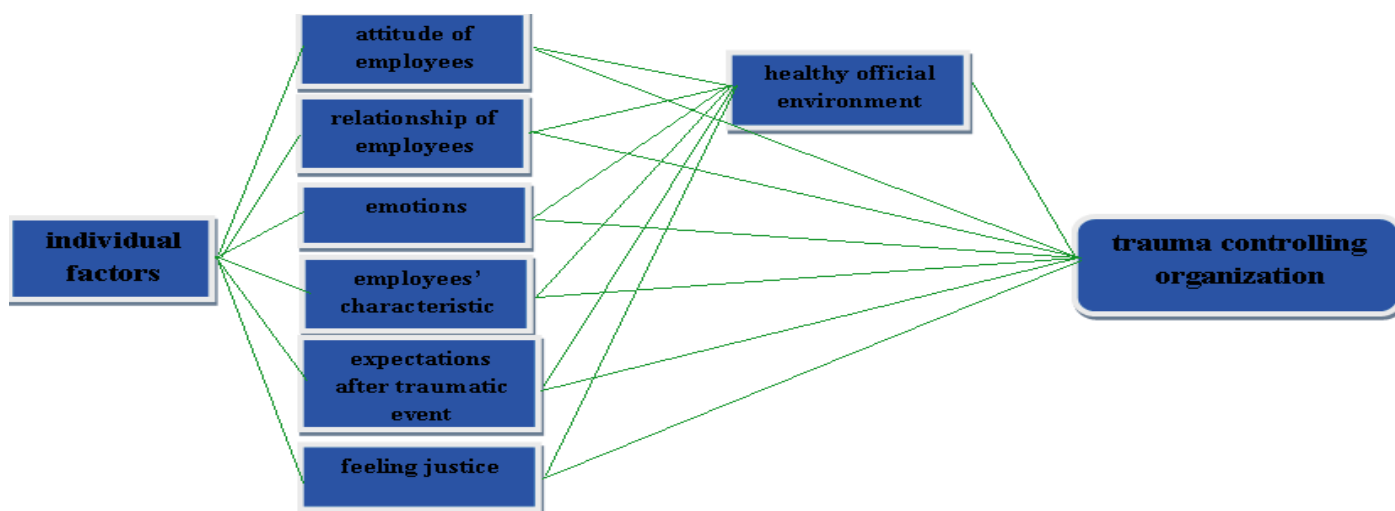 attitude of
employees
healthy official
environment
relationship of
employees
emotions
individual
factors
trauma controlling
organization
employees’
characteristic
expectations
after traumatic
event
feeling justice